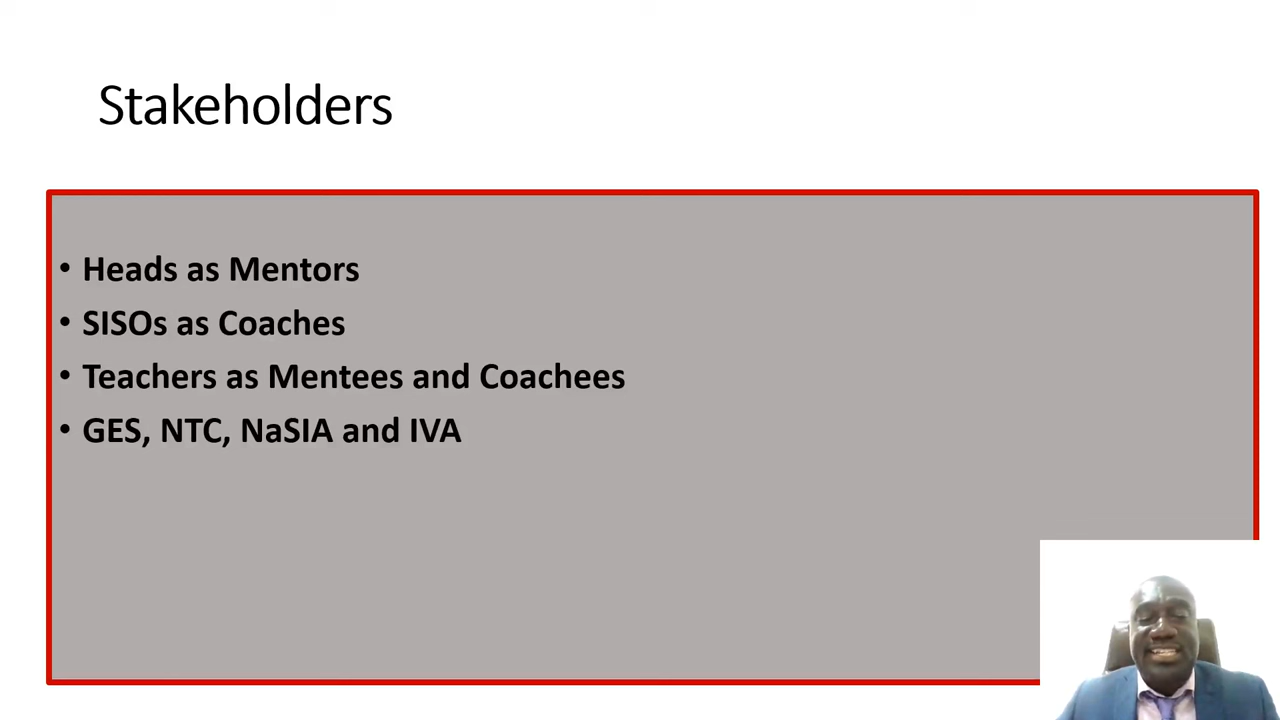 Stakeholders
• Heads as Mentors
• SISOs as Coaches
• Teachers as Mentees and Coachees
• GES, NTC, NaSIA and IVA